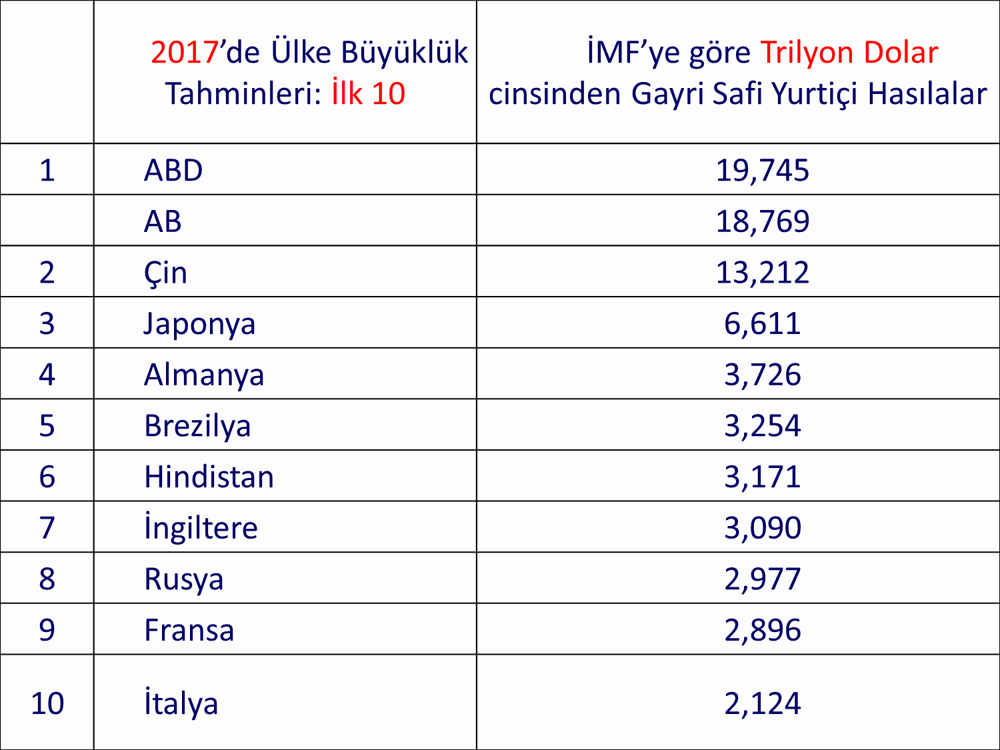 2017’de Ülke Büyüklük
Tahminleri: İlk 10
İMF’ye göre Trilyon Dolar
cinsinden Gayri Safi Yurtiçi Hasılalar
1 ABD 19,745
AB 18,769
2 Çin 13,212
3 Japonya 6,611
4 Almanya 3,726
5 Brezilya 3,254
6 Hindistan 3,171
7 İngiltere 3,090
8 Rusya 2,977
9 Fransa 2,896
10 İtalya 2,124